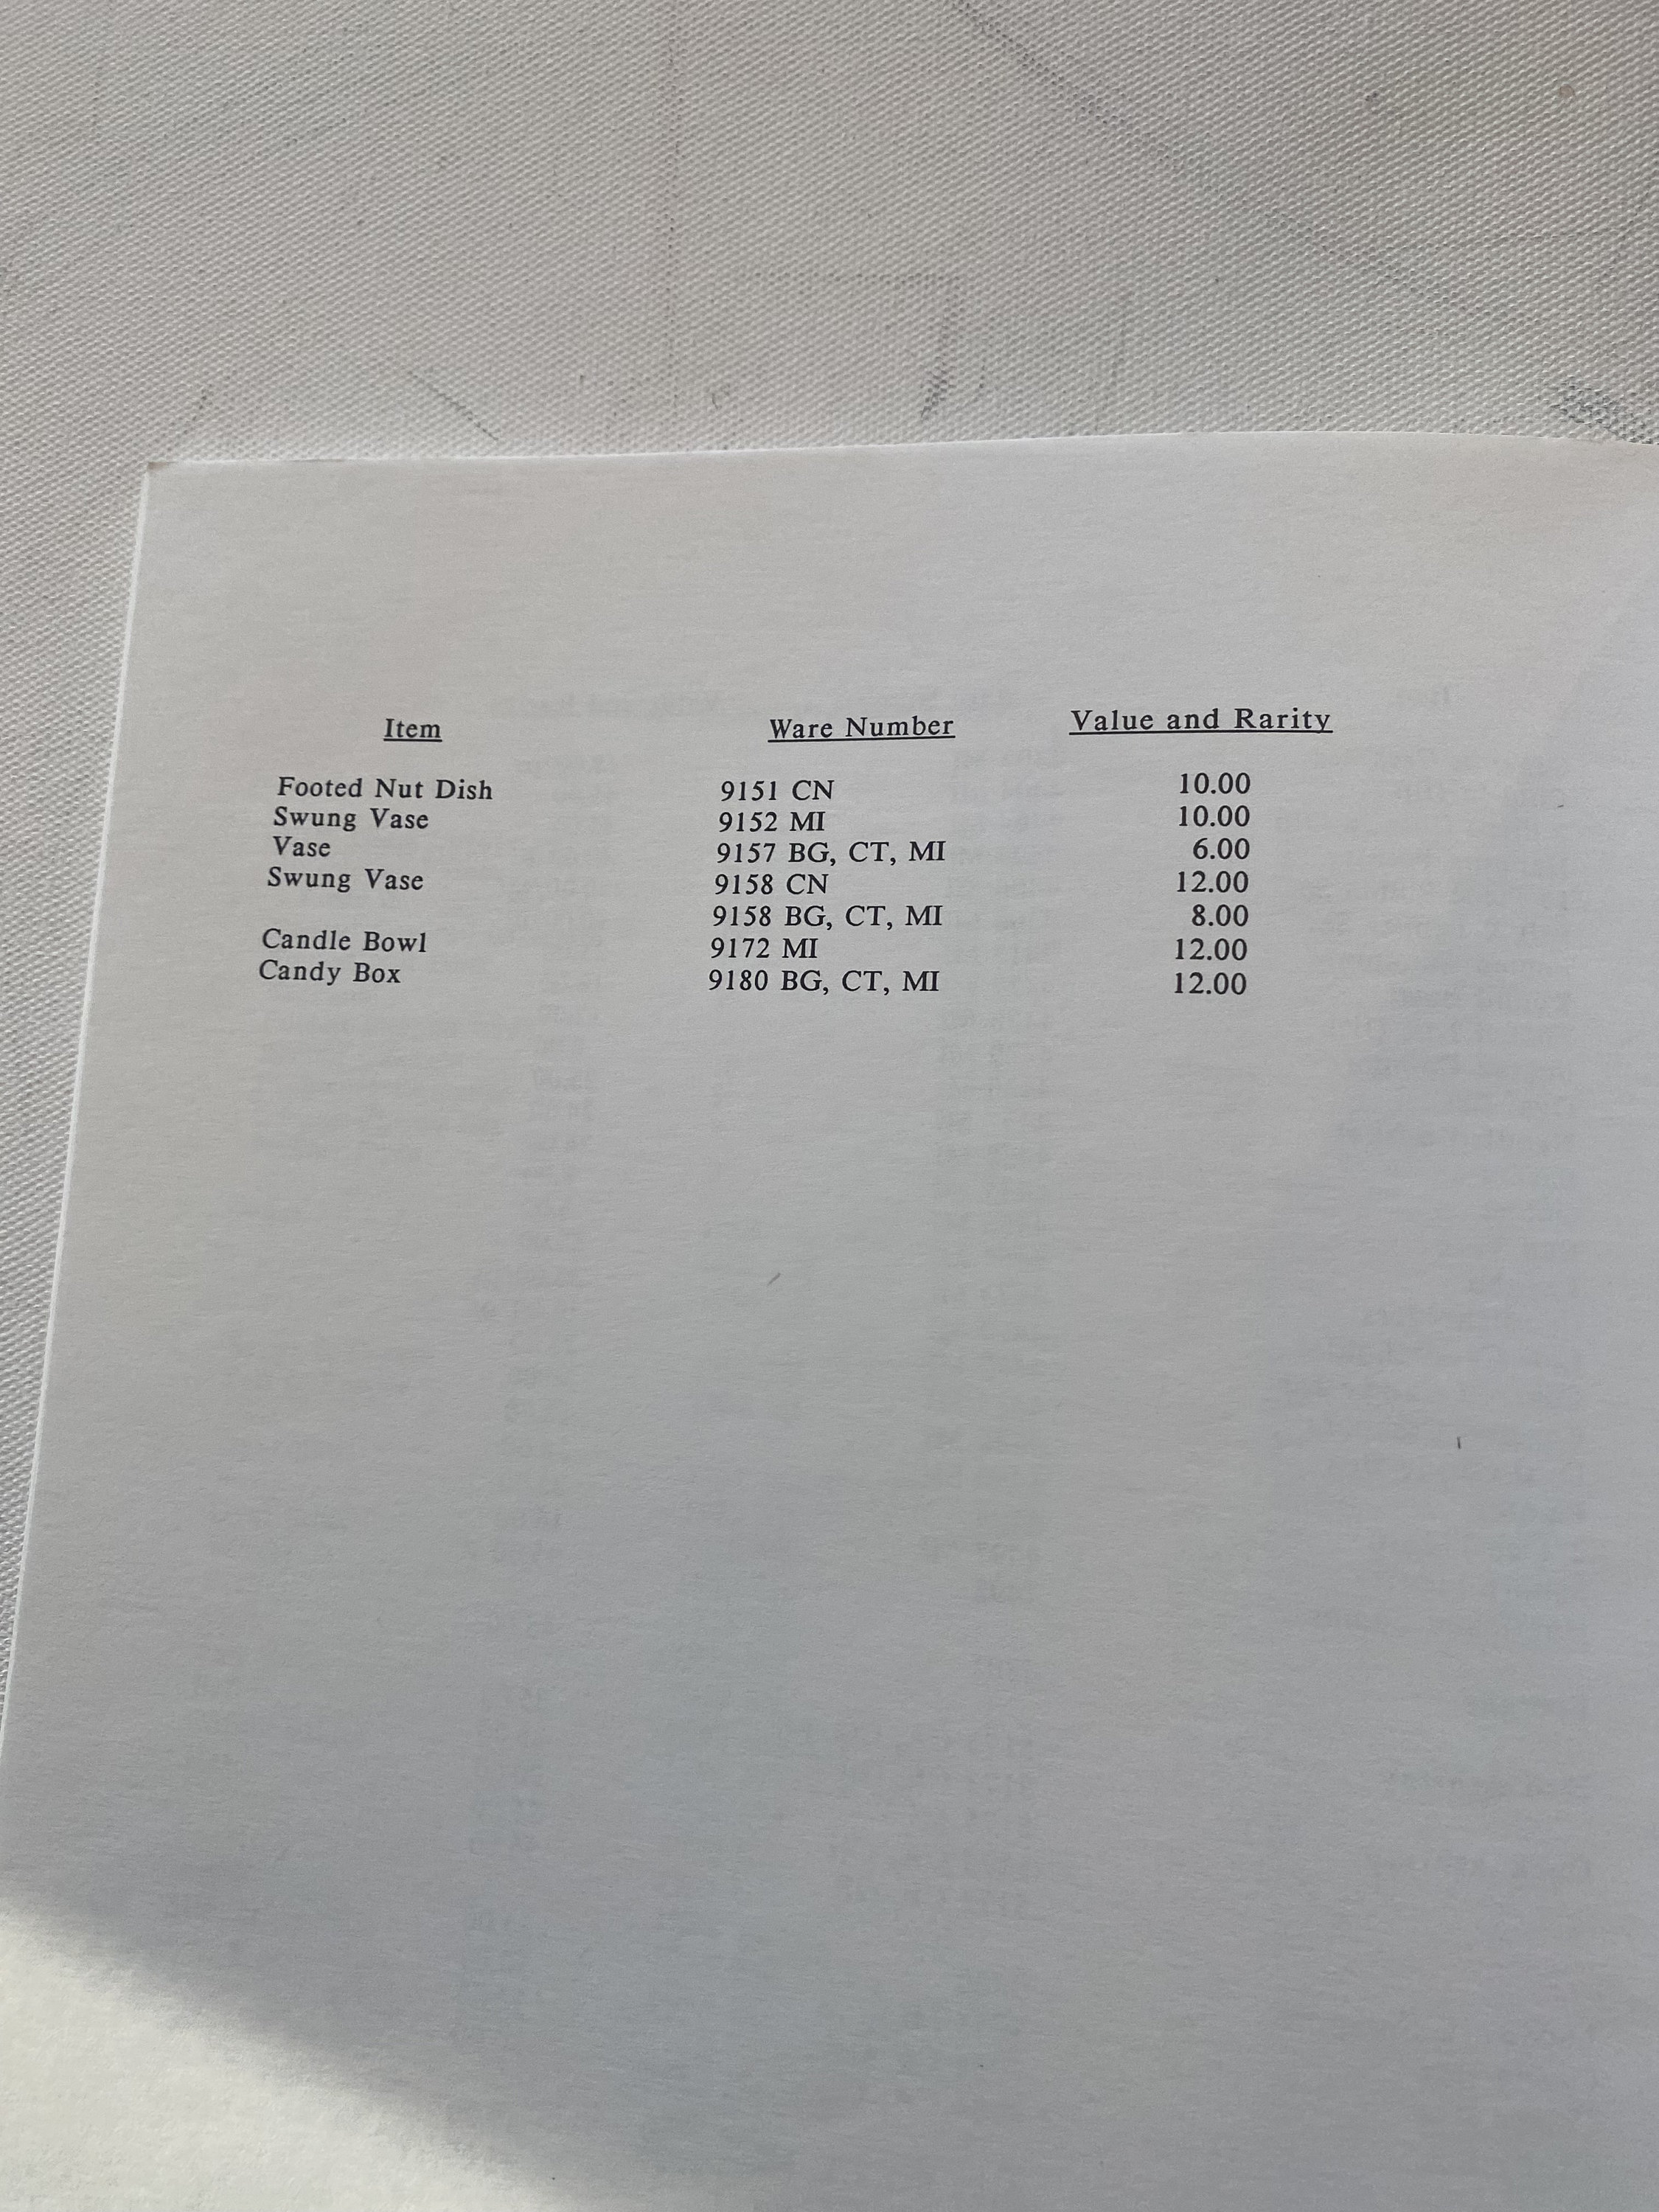 Item Ware Number Value and Rarity
Footed Nut Dish 9151 CN 10.00
Swung Vase 9152 MI 10.00
Vase 9157 BG, CT, MI 6.00
Swung Vase 9158 CN 12.00
9158 BG, CT, MI 8.00
Candle Bowl 9172 MI 12.00
Candy Box 9180 BG, CT, MI 12.00